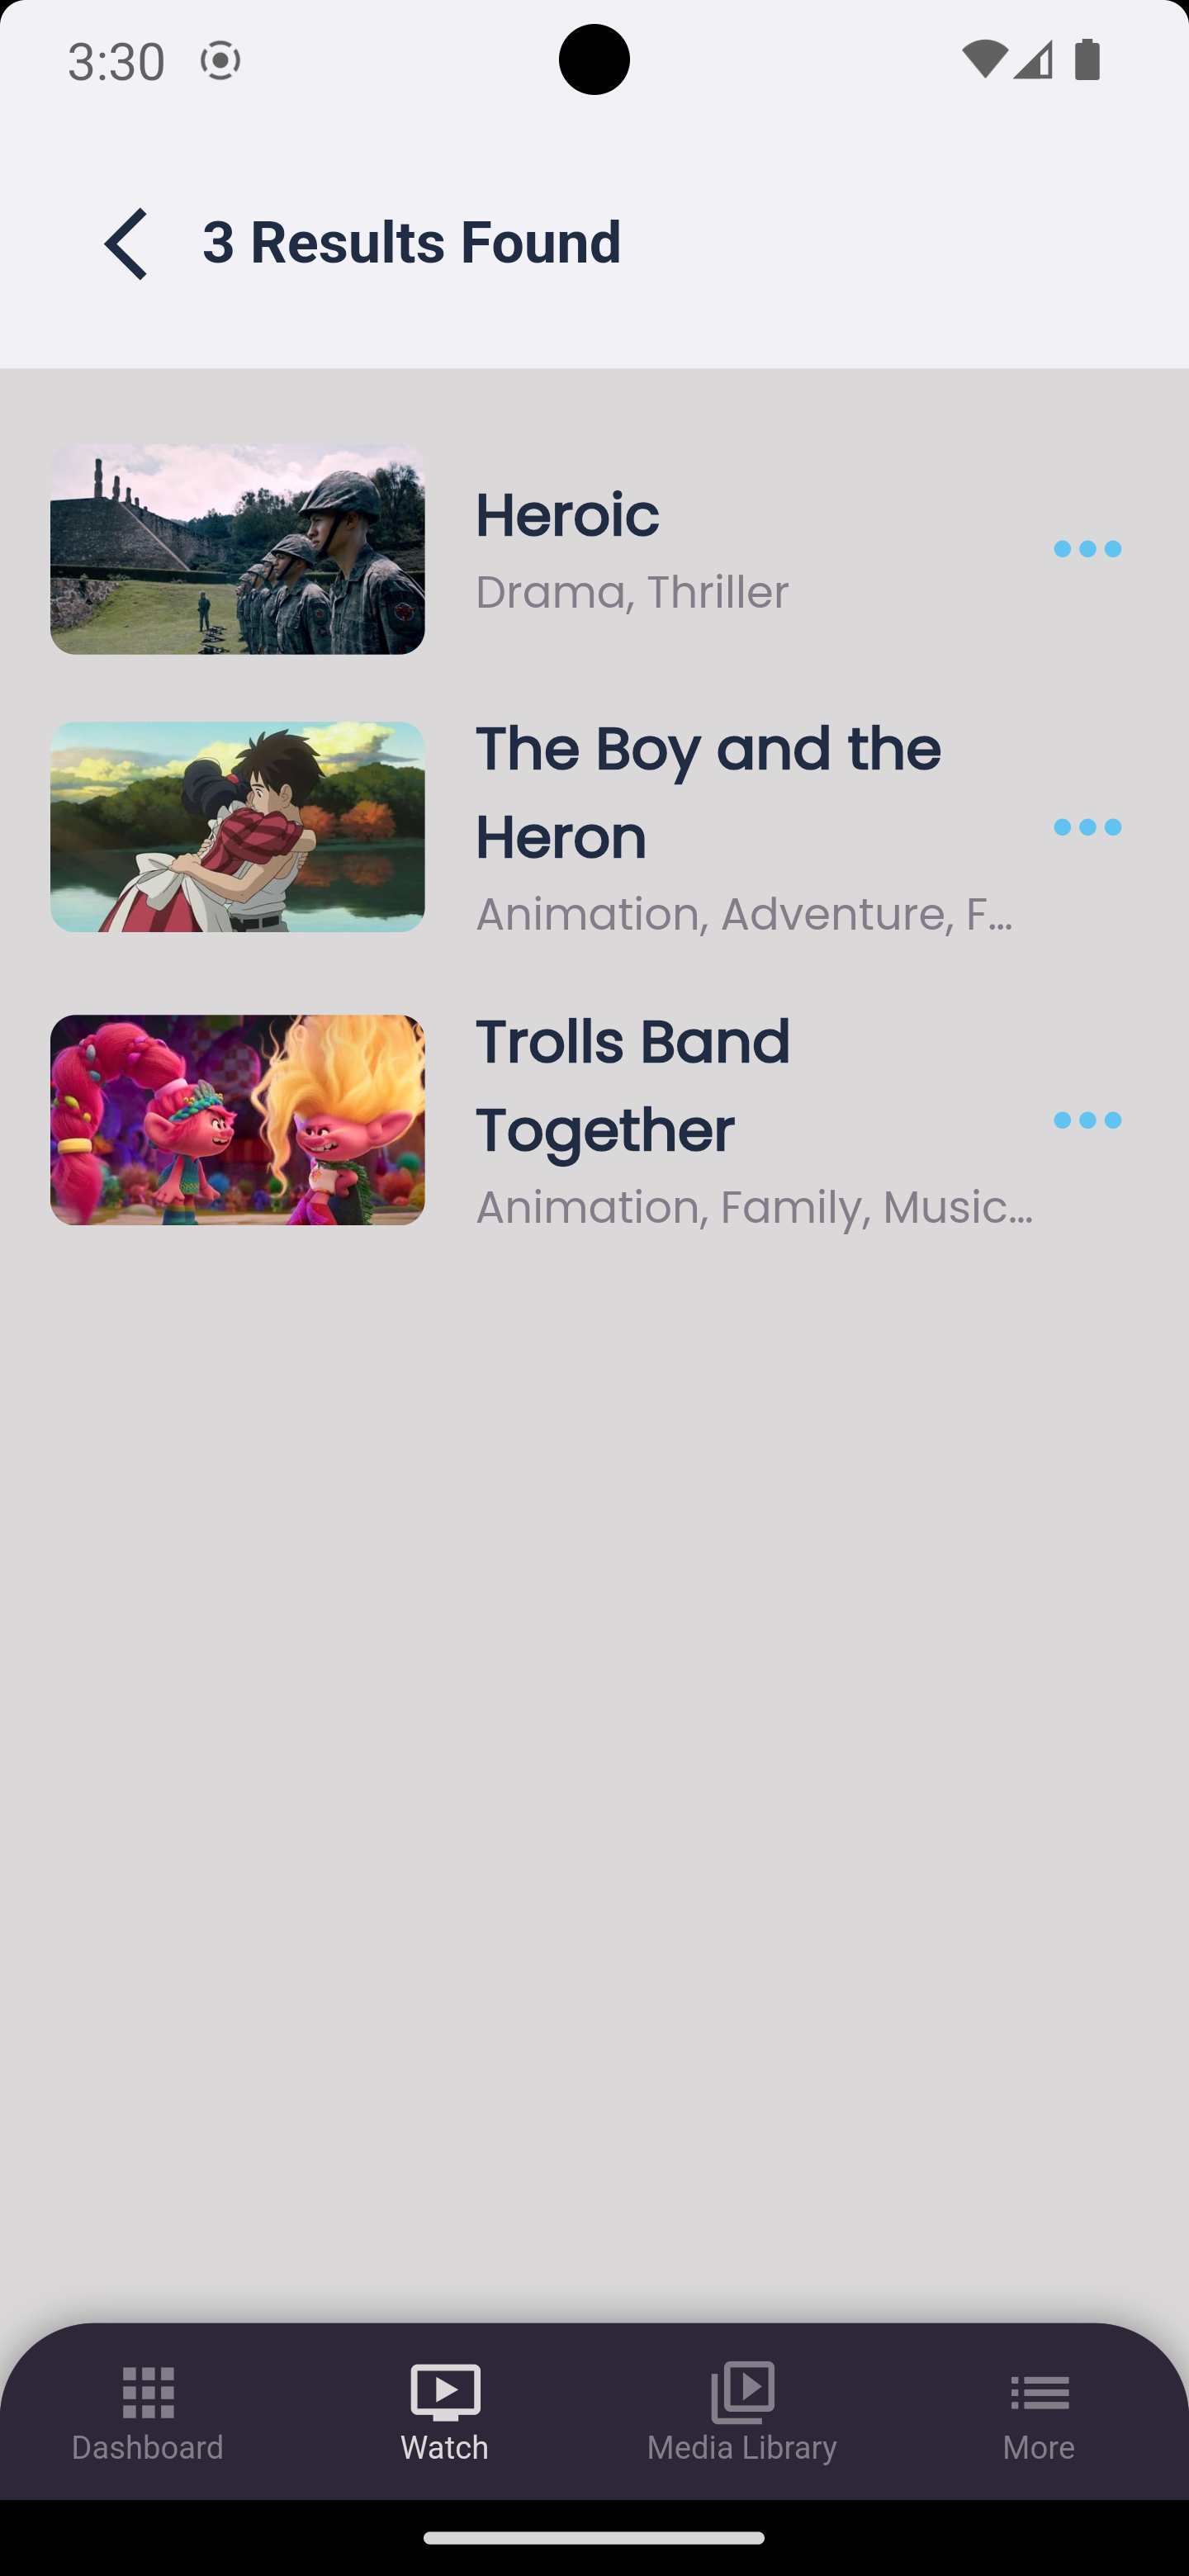 3:30
3 Results Found
Heroic
Drama, Thriller
The Boy and the
Heron
Animation, Adventure, F...
Trolls Band
Together
Animation, Family, Music...
Dashboard
Watch
Media Library
More